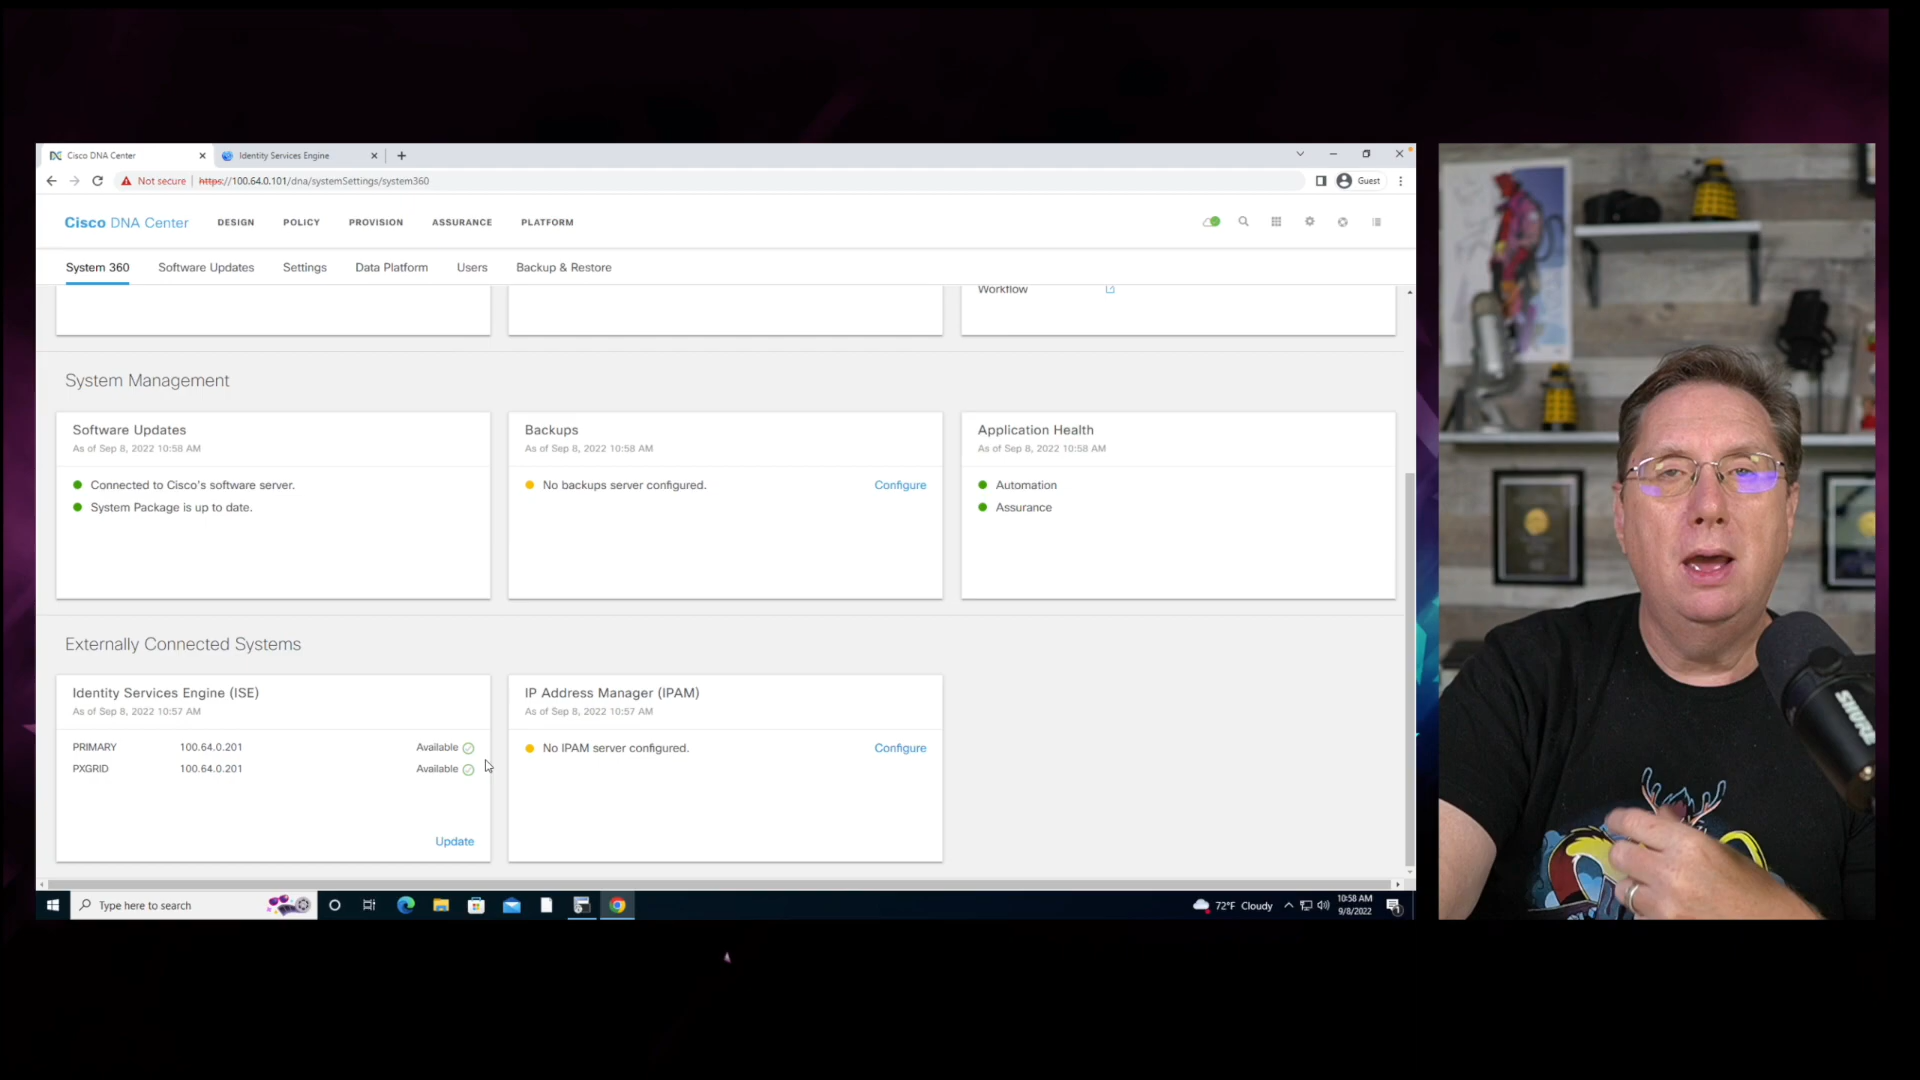 Cisco DNA Center
Identity Services Engine
Not secure
https://100.64.0.101/dna/systemSettings/system360
Guest
Cisco DNA Center
DESIGN
POLICY
PROVISION
ASSURANCE
PLATFORM
System 360
Software Updates
Settings
Data Platform
Users
Backup & Restore
Workflow
System Management
Software Updates
As of Sep 8, 2022 10:58 AM
Connected to Cisco's software server.
System Package is up to date.
Backups
As of Sep 8, 2022 10:58 AM
No backups server configured.
Configure
Application Health
As of Sep 8, 2022 10:58 AM
Automation
Assurance
Externally Connected Systems
Identity Services Engine (ISE)
As of Sep 8, 2022 10:57 AM
PRIMARY 100.64.0.201 Available
PXGRID 100.64.0.201 Available
Update
IP Address Manager (IPAM)
As of Sep 8, 2022 10:57 AM
No IPAM server configured.
Configure
Type here to search
72°F Cloudy
10:58 AM
9/8/2022
1
SHURE